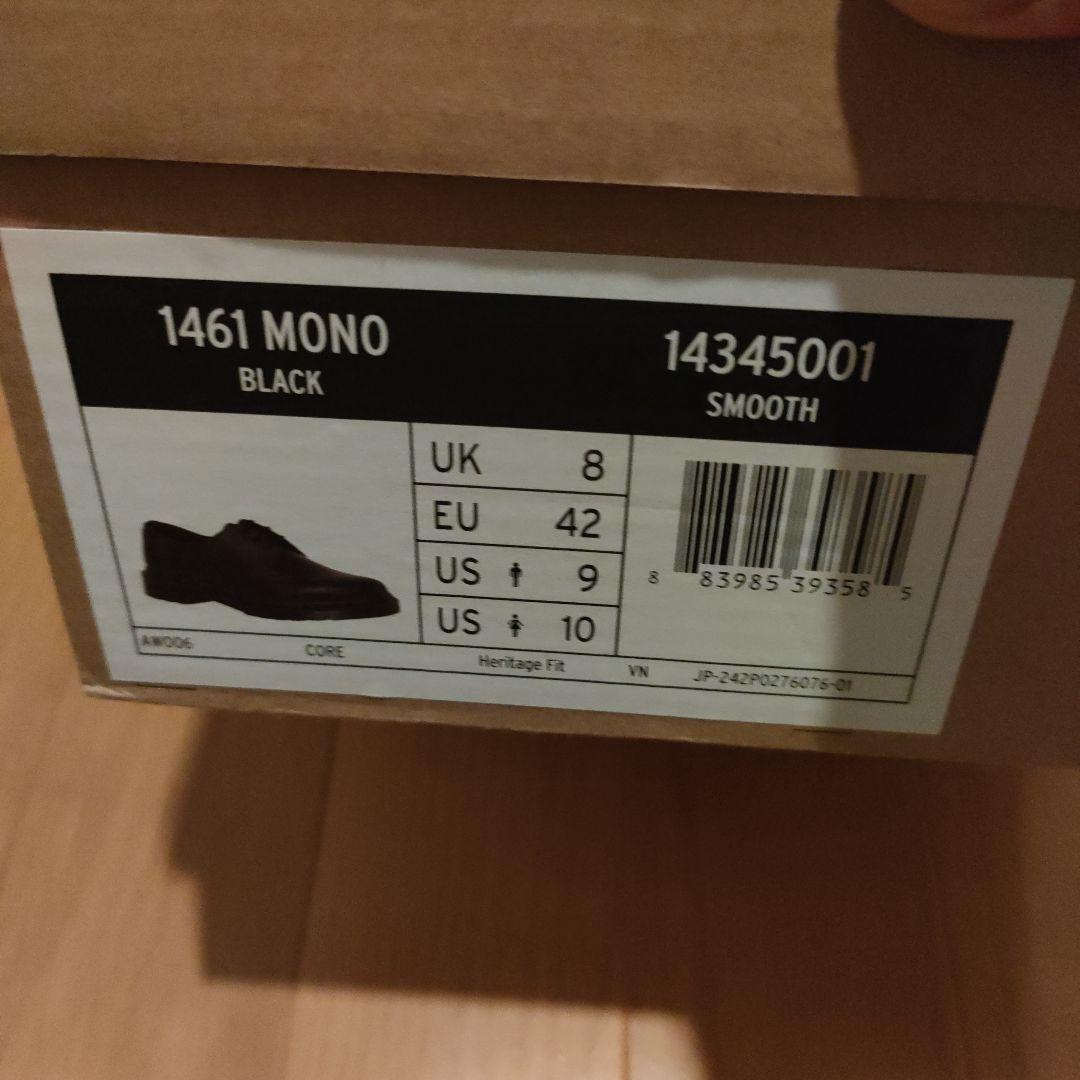 1461 MONO
BLACK
14345001
SMOOTH
UK 8
EU 42
US 9
US 10
8 83985 39358 5
AW006 CORE Heritage Fit VN JP-242P0276076-01